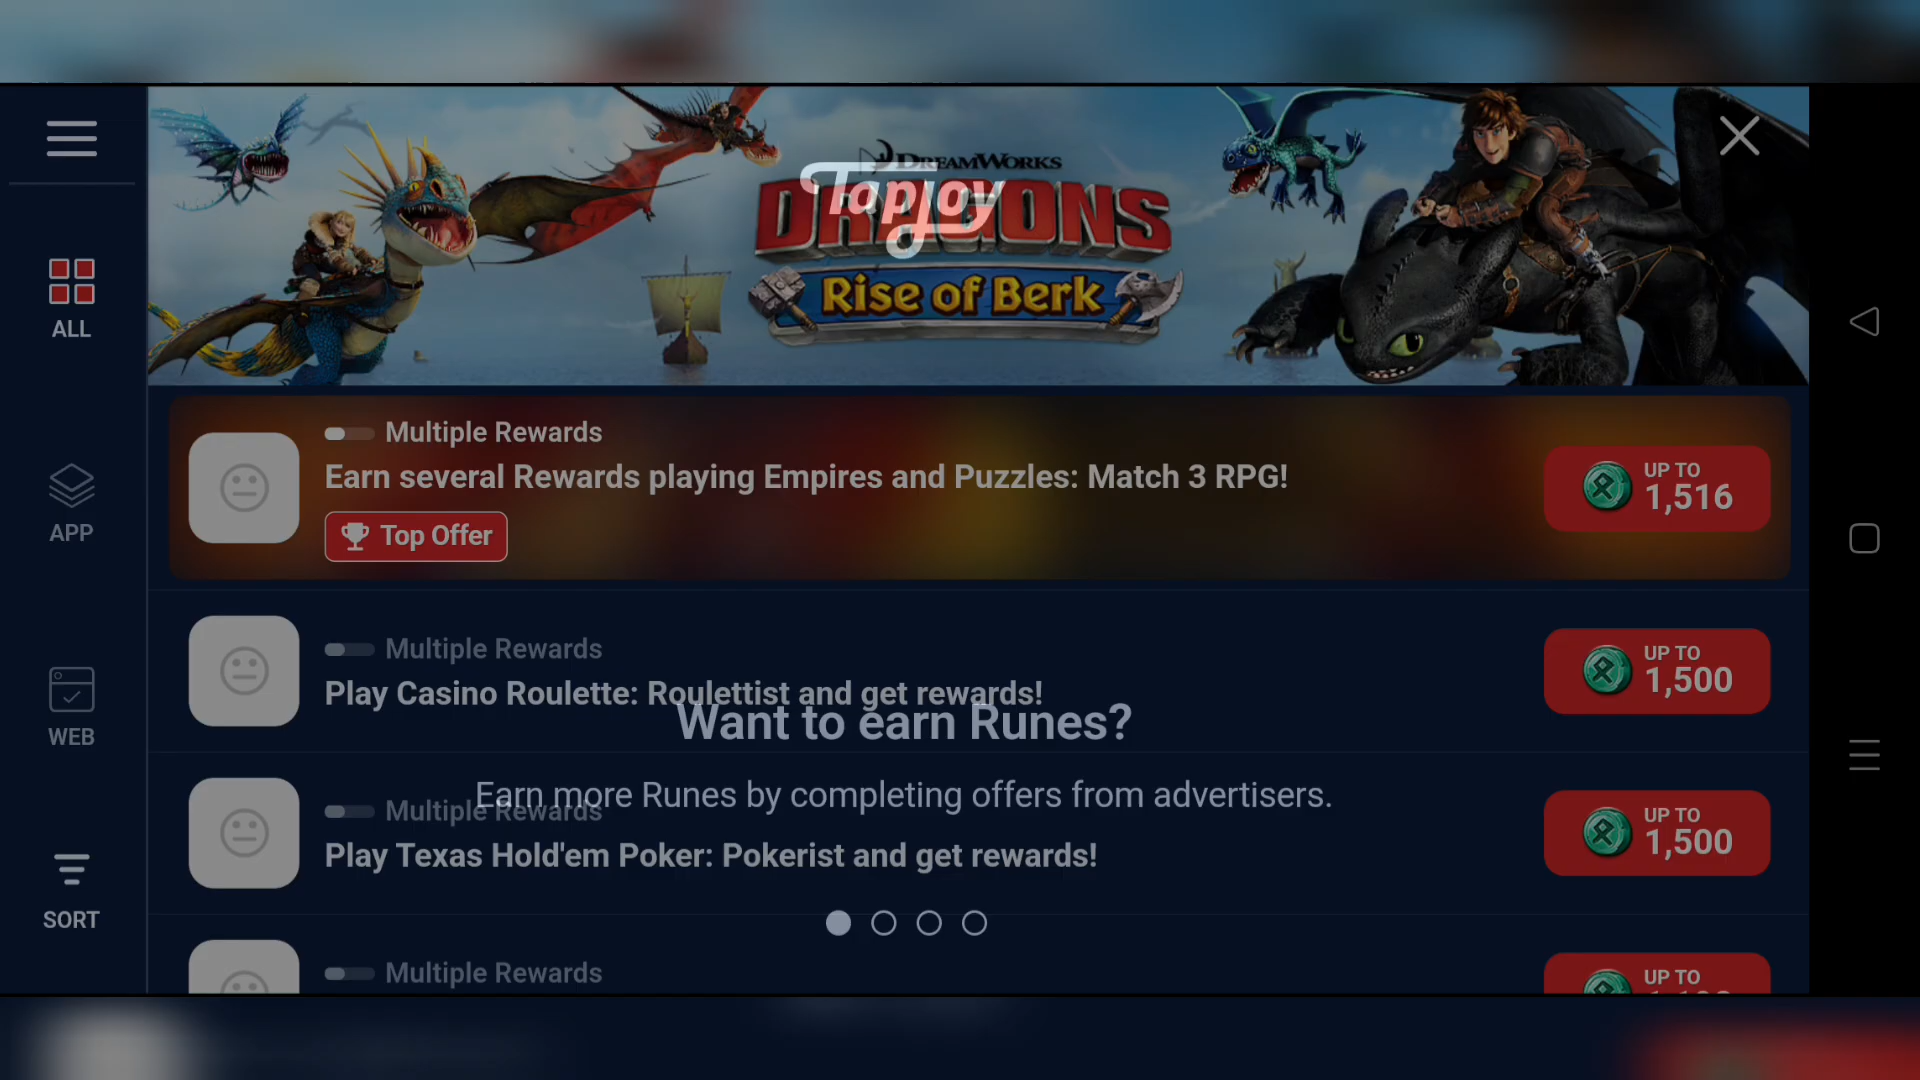 DREAMWORKS
Tapjoy
DRAGONS
Rise of Berk
ALL
APP
WEB
SORT
Multiple Rewards
Earn several Rewards playing Empires and Puzzles: Match 3 RPG!
Top Offer
UP TO
1,516
Multiple Rewards
Play Casino Roulette: Roulettist and get rewards!
UP TO
1,500
Want to earn Runes?
Earn more Runes by completing offers from advertisers.
Multiple Rewards
Play Texas Hold'em Poker: Pokerist and get rewards!
UP TO
1,500
Multiple Rewards
UP TO